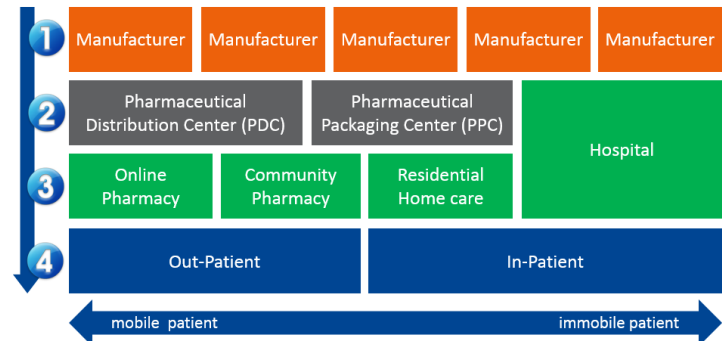 1
Manufacturer
Manufacturer
Manufacturer
Manufacturer
Manufacturer
2
Pharmaceutical
Distribution Center (PDC)
Pharmaceutical
Packaging Center (PPC)
Hospital
3
Online
Pharmacy
Community
Pharmacy
Residential
Home care
4
Out-Patient
In-Patient
mobile patient
immobile patient